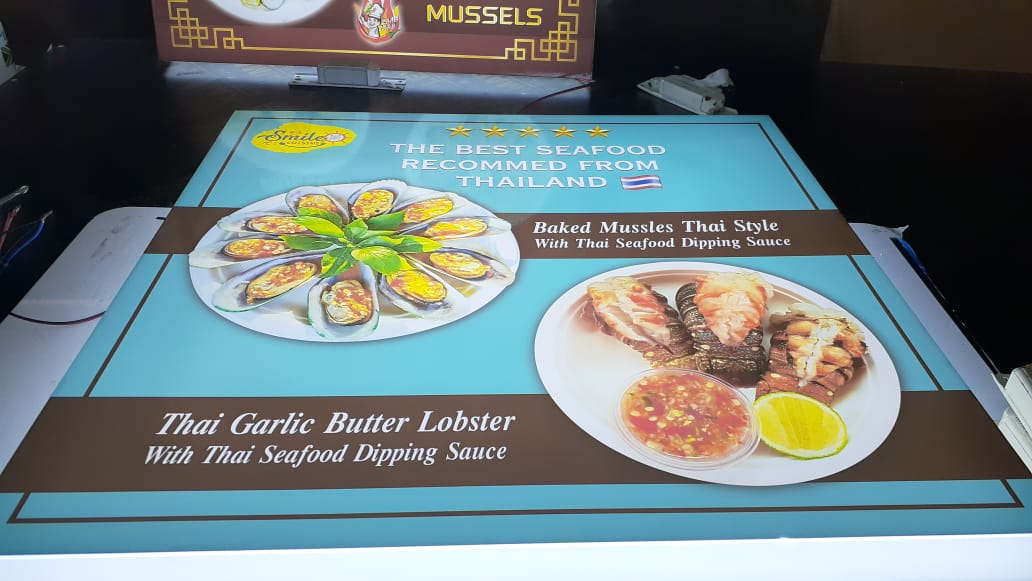 MUSSELS
Smile
CUISINE
THE BEST SEAFOOD
RECOMMED FROM
THAILAND
Baked Mussles Thai Style
With Thai Seafood Dipping Sauce
Thai Garlic Butter Lobster
With Thai Seafood Dipping Sauce